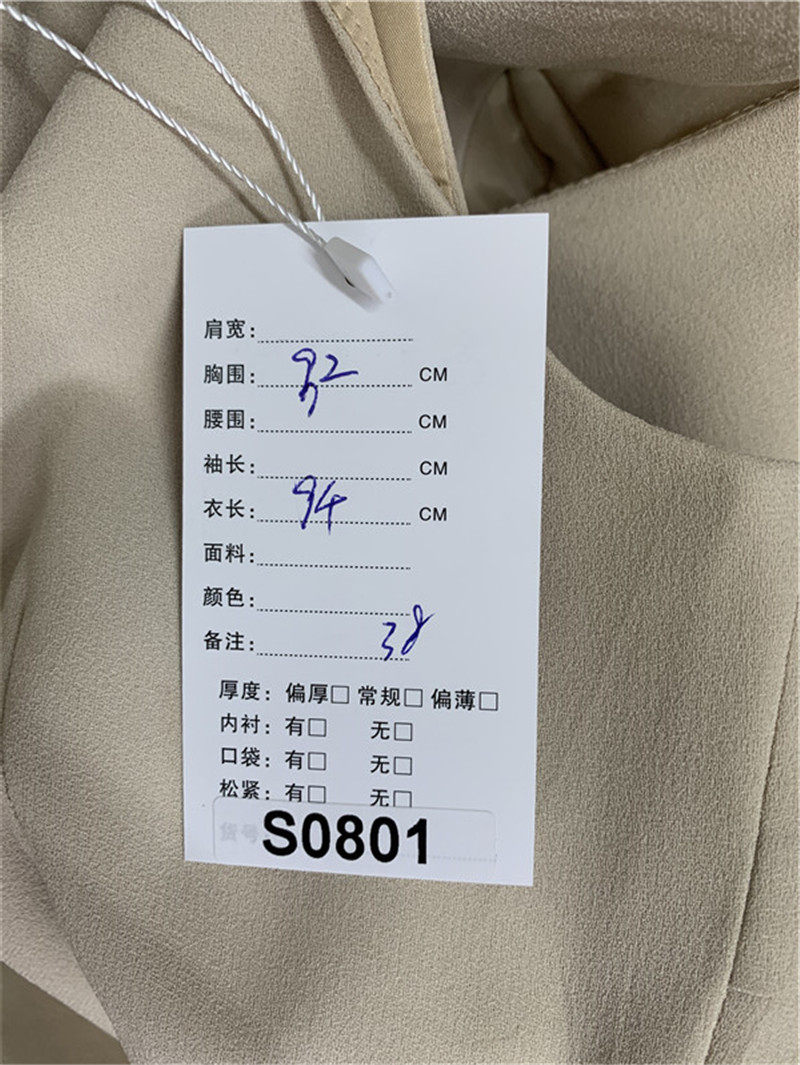 肩宽：
胸围： 92 CM
腰围： CM
袖长： CM
衣长： 94 CM
面料：
颜色：
备注： 38
厚度： 偏厚□ 常规□ 偏薄□
内衬： 有□ 无□
口袋： 有□ 无□
松紧： 有□ 无□
货号 S0801